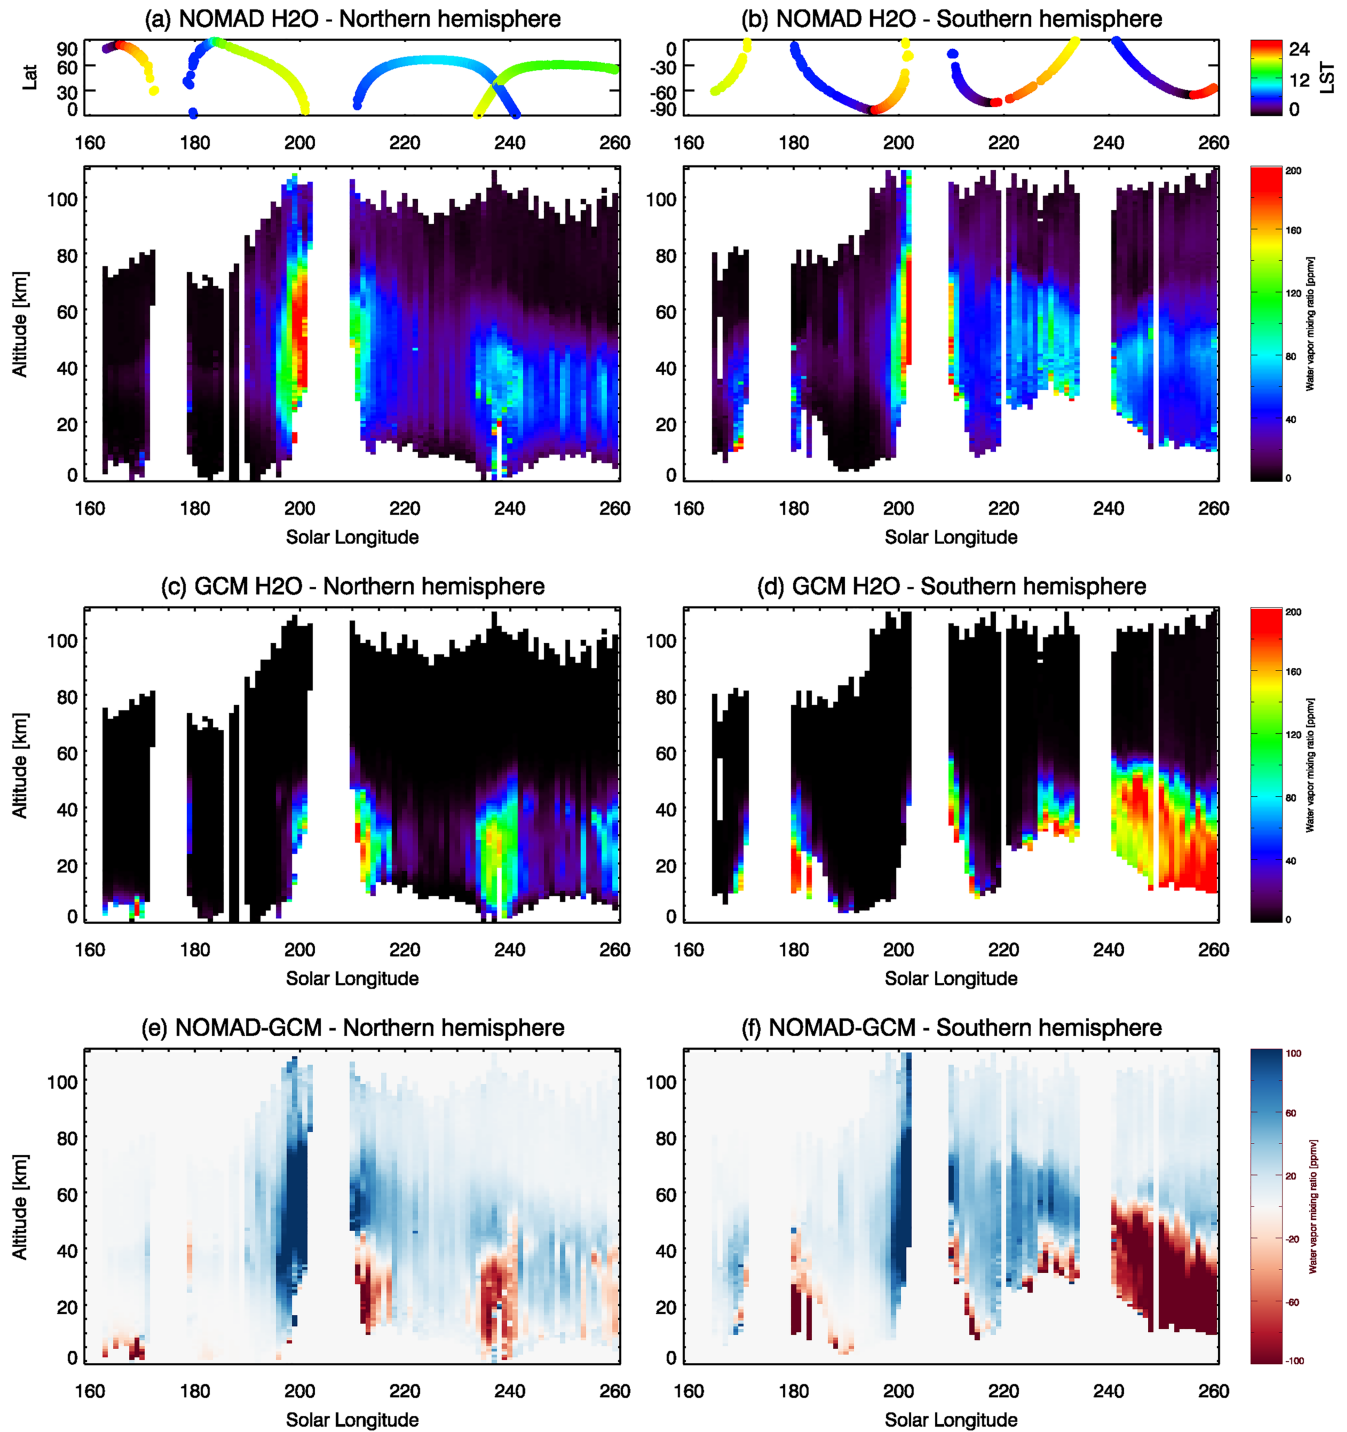 (a) NOMAD H2O - Northern hemisphere
(b) NOMAD H2O - Southern hemisphere
Lat
90
60
30
0
160 180 200 220 240 260
0
-30
-60
-90
160 180 200 220 240 260
24
12
0
LST
Altitude [km]
100
80
60
40
20
0
160 180 200 220 240 260
Solar Longitude
100
80
60
40
20
0
160 180 200 220 240 260
Solar Longitude
200
160
120
80
40
0
Water vapor mixing ratio [ppmv]
(c) GCM H2O - Northern hemisphere
(d) GCM H2O - Southern hemisphere
Altitude [km]
100
80
60
40
20
0
160 180 200 220 240 260
Solar Longitude
100
80
60
40
20
0
160 180 200 220 240 260
Solar Longitude
200
160
120
80
40
0
Water vapor mixing ratio [ppmv]
(e) NOMAD-GCM - Northern hemisphere
(f) NOMAD-GCM - Southern hemisphere
Altitude [km]
100
80
60
40
20
0
160 180 200 220 240 260
Solar Longitude
100
80
60
40
20
0
160 180 200 220 240 260
Solar Longitude
100
60
20
-20
-60
-100
Water vapor mixing ratio [ppmv]